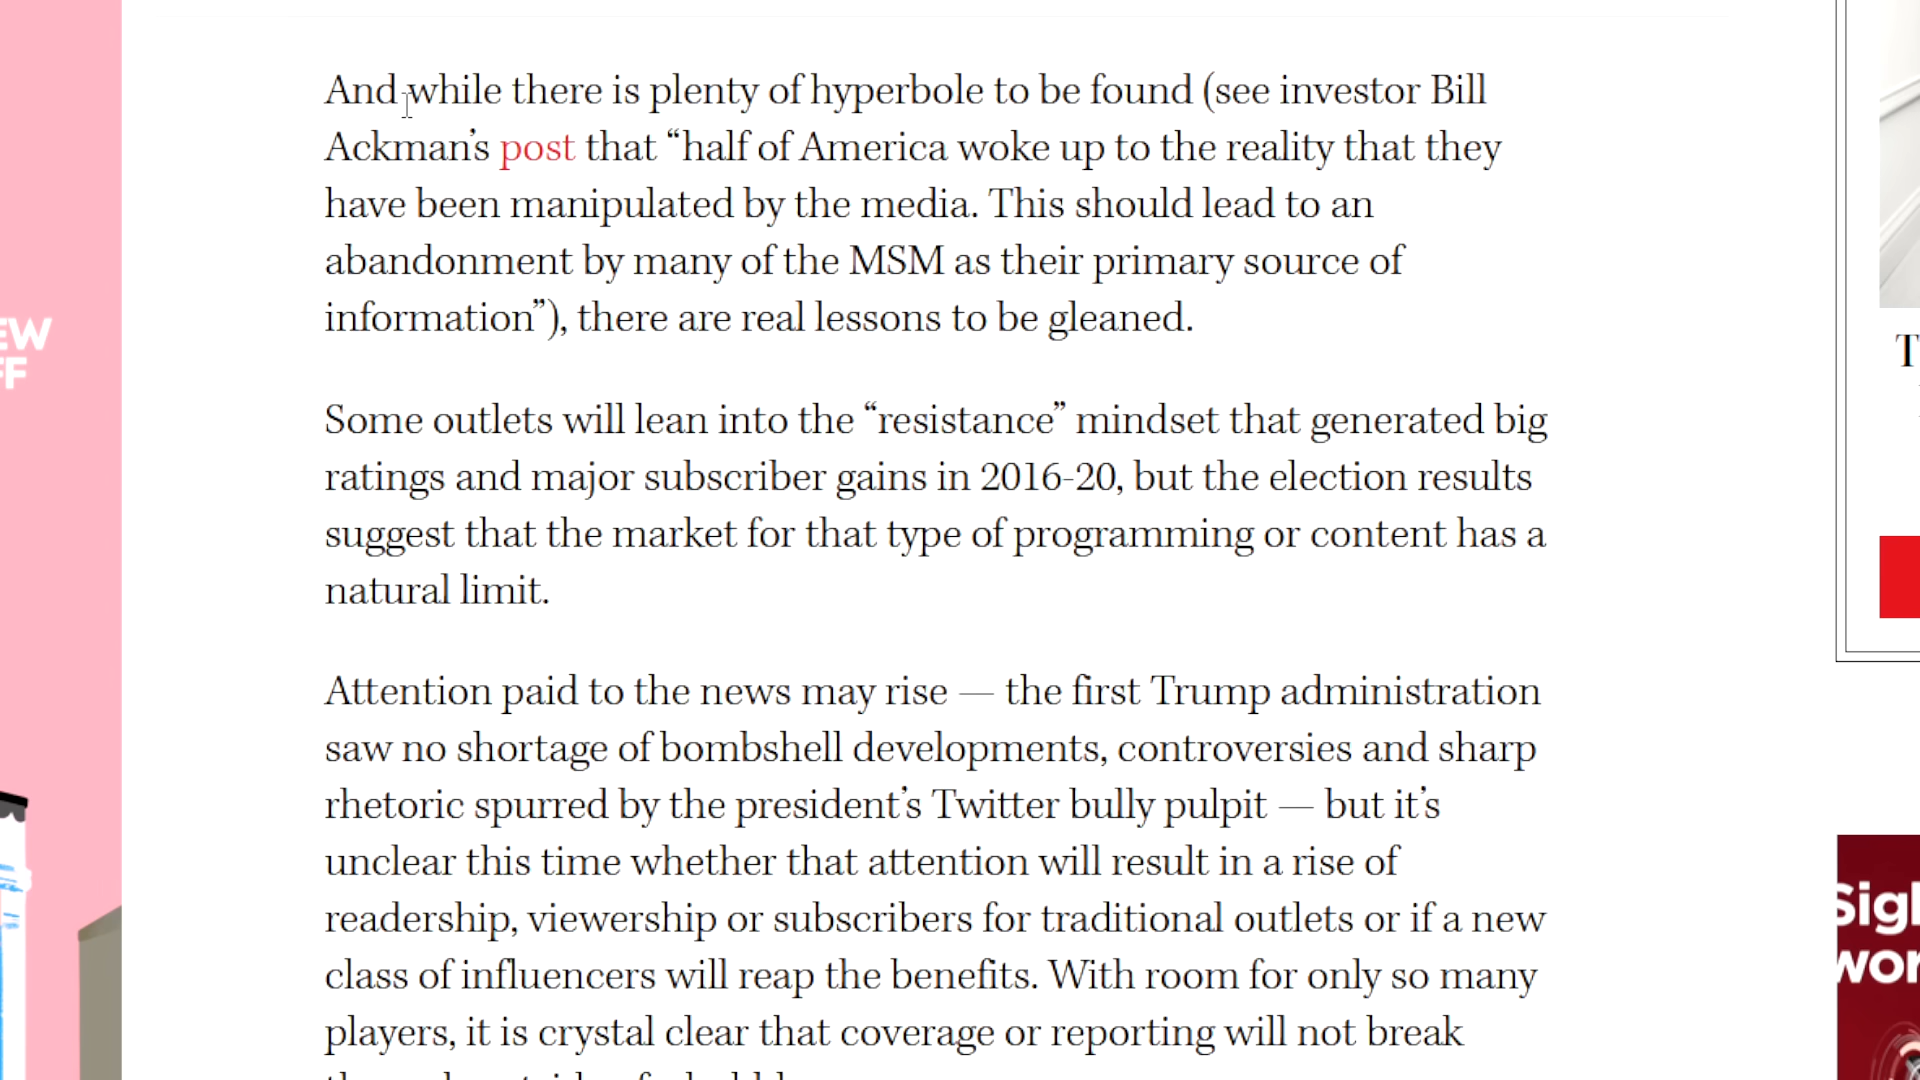 And while there is plenty of hyperbole to be found (see investor Bill
Ackman’s post that “half of America woke up to the reality that they
have been manipulated by the media. This should lead to an
abandonment by many of the MSM as their primary source of
information”), there are real lessons to be gleaned.
Some outlets will lean into the “resistance” mindset that generated big
ratings and major subscriber gains in 2016-20, but the election results
suggest that the market for that type of programming or content has a
natural limit.
Attention paid to the news may rise — the first Trump administration
saw no shortage of bombshell developments, controversies and sharp
rhetoric spurred by the president’s Twitter bully pulpit — but it’s
unclear this time whether that attention will result in a rise of
readership, viewership or subscribers for traditional outlets or if a new
class of influencers will reap the benefits. With room for only so many
players, it is crystal clear that coverage or reporting will not break